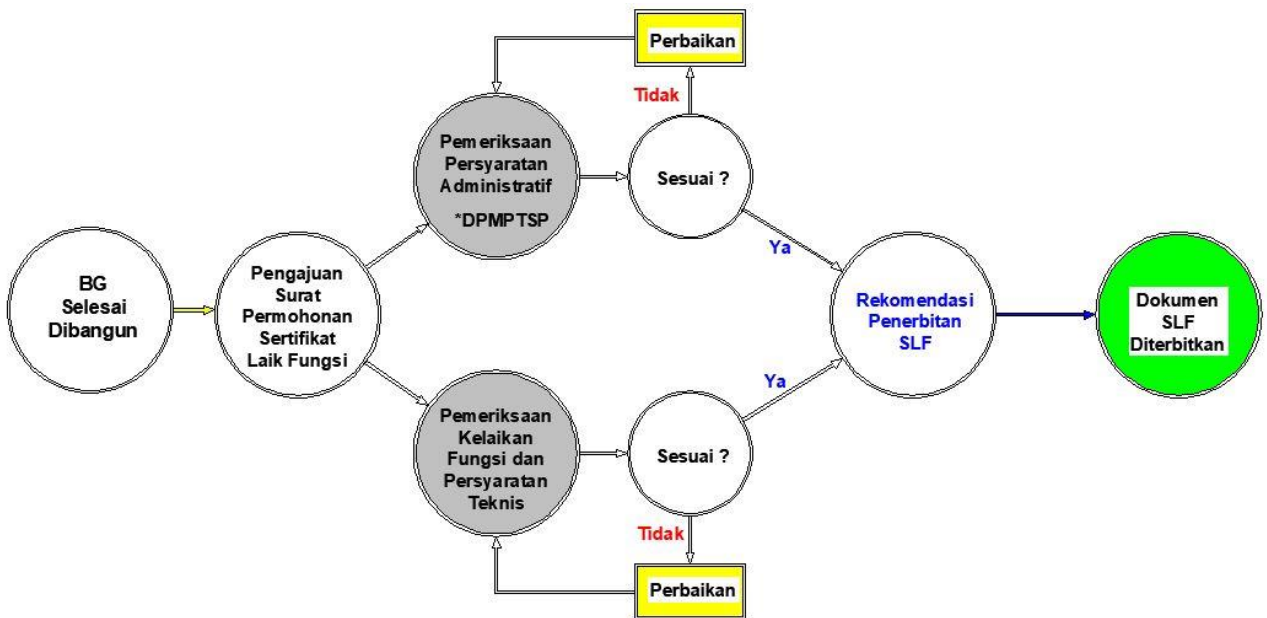 BG
Selesai
Dibangun
Pengajuan
Surat
Permohonan
Sertifikat
Laik Fungsi
Pemeriksaan
Persyaratan
Administratif
*DPMPTSP
Sesuai ?
Tidak
Perbaikan
Ya
Pemeriksaan
Kelaikan
Fungsi dan
Persyaratan
Teknis
Sesuai ?
Tidak
Perbaikan
Ya
Rekomendasi
Penerbitan
SLF
Dokumen
SLF
Diterbitkan